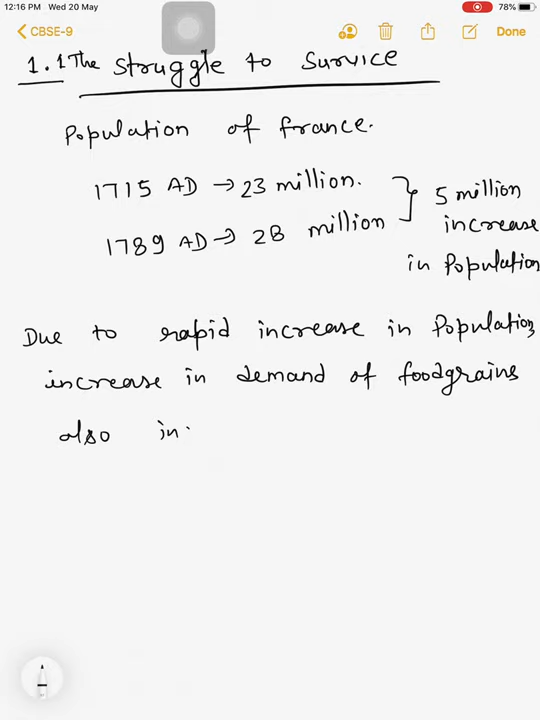 12:16 PM Wed 20 May
78%
CBSE-9
Done
1.1 The Struggle to Survice
Population of france.
1715 AD → 23 million.
1789 AD → 28 million
5 million
increase
in Population
Due to rapid increase in Population,
increase in demand of foodgrains
also in.